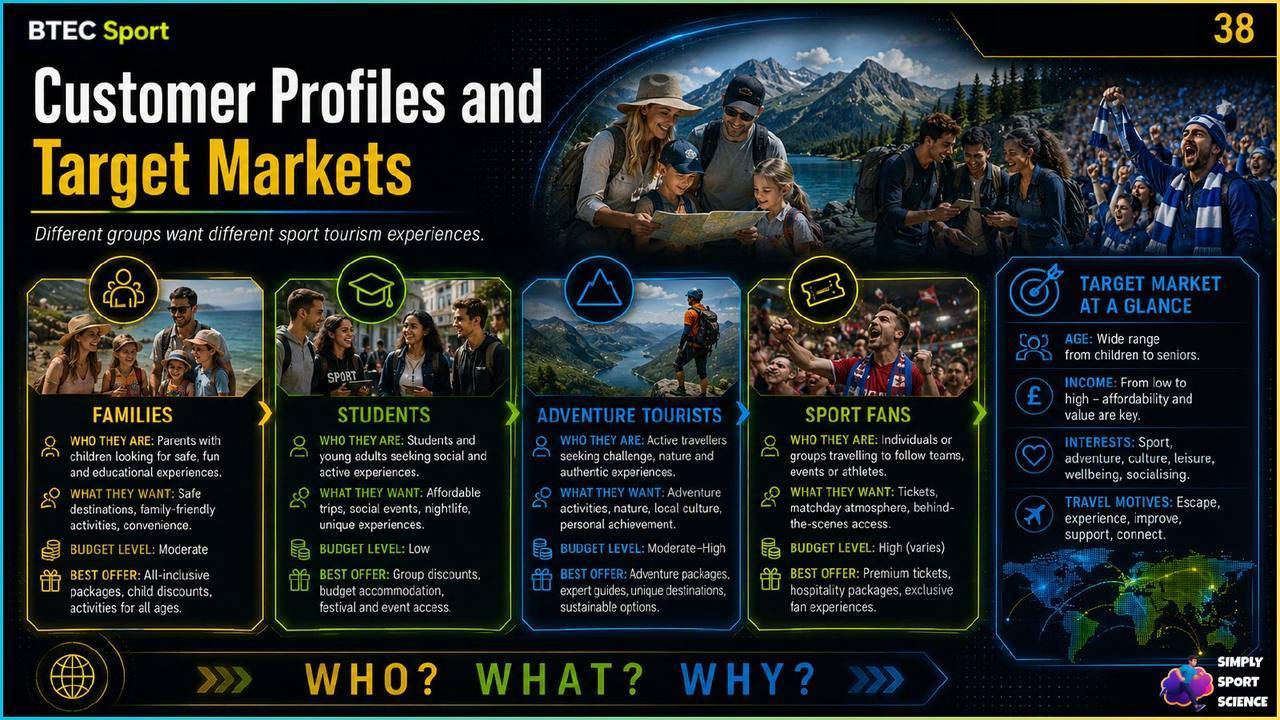 BTEC Sport
38
Customer Profiles and
Target Markets
Different groups want different sport tourism experiences.
FAMILIES
WHO THEY ARE: Parents with
children looking for safe, fun
and educational experiences.
WHAT THEY WANT: Safe
destinations, family-friendly
activities, convenience.
BUDGET LEVEL: Moderate
BEST OFFER: All-inclusive
packages, child discounts,
activities for all ages.
SPORT
STUDENTS
WHO THEY ARE: Students and
young adults seeking social and
active experiences.
WHAT THEY WANT: Affordable
trips, social events, nightlife,
unique experiences.
BUDGET LEVEL: Low
BEST OFFER: Group discounts,
budget accommodation,
festival and event access.
ADVENTURE TOURISTS
WHO THEY ARE: Active travellers
seeking challenge, nature and
authentic experiences.
WHAT THEY WANT: Adventure
activities, nature, local culture,
personal achievement.
BUDGET LEVEL: Moderate–High
BEST OFFER: Adventure packages,
expert guides, unique destinations,
sustainable options.
SPORT FANS
WHO THEY ARE: Individuals or
groups travelling to follow teams,
events or athletes.
WHAT THEY WANT: Tickets,
matchday atmosphere, behind-
the-scenes access.
BUDGET LEVEL: High (varies)
BEST OFFER: Premium tickets,
hospitality packages, exclusive
fan experiences.
TARGET MARKET
AT A GLANCE
AGE: Wide range
from children to seniors.
£
INCOME: From low to
high – affordability and
value are key.
INTERESTS: Sport,
adventure, culture, leisure,
wellbeing, socialising.
TRAVEL MOTIVES: Escape,
experience, improve,
support, connect.
WHO? WHAT? WHY?
SIMPLY
SPORT
SCIENCE